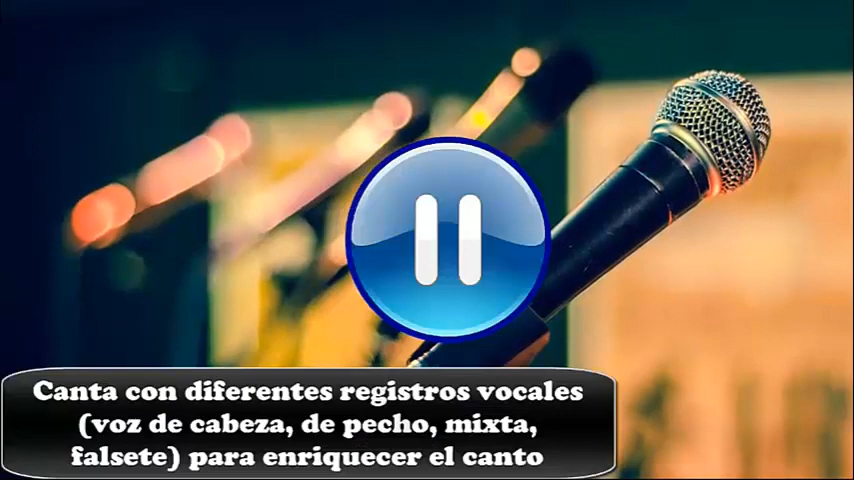 Canta con diferentes registros vocales
(voz de cabeza, de pecho, mixta,
falsete) para enriquecer el canto